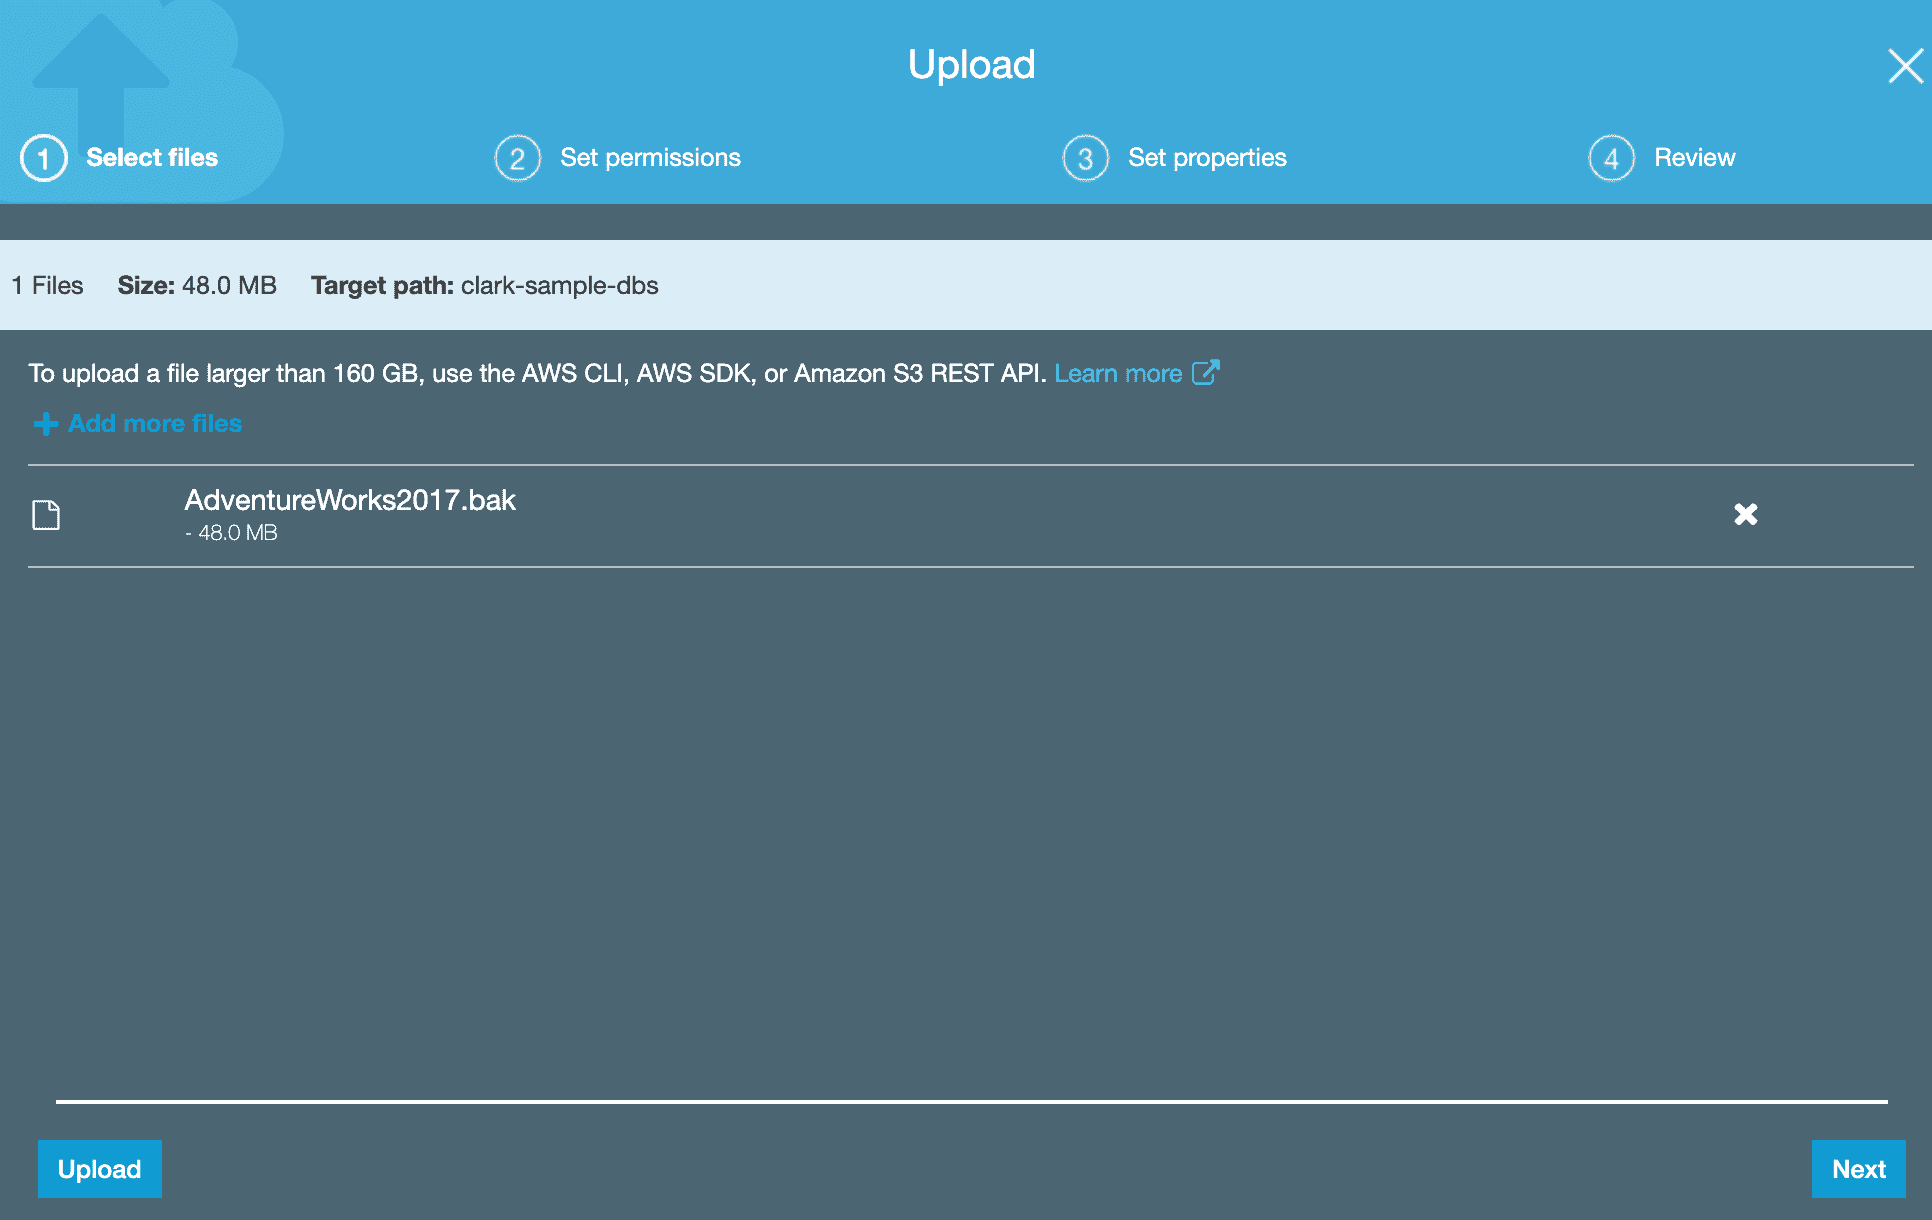 Upload
1 Select files 2 Set permissions 3 Set properties 4 Review
1 Files Size: 48.0 MB Target path: clark-sample-dbs
To upload a file larger than 160 GB, use the AWS CLI, AWS SDK, or Amazon S3 REST API. Learn more
Add more files
AdventureWorks2017.bak
- 48.0 MB
Upload Next